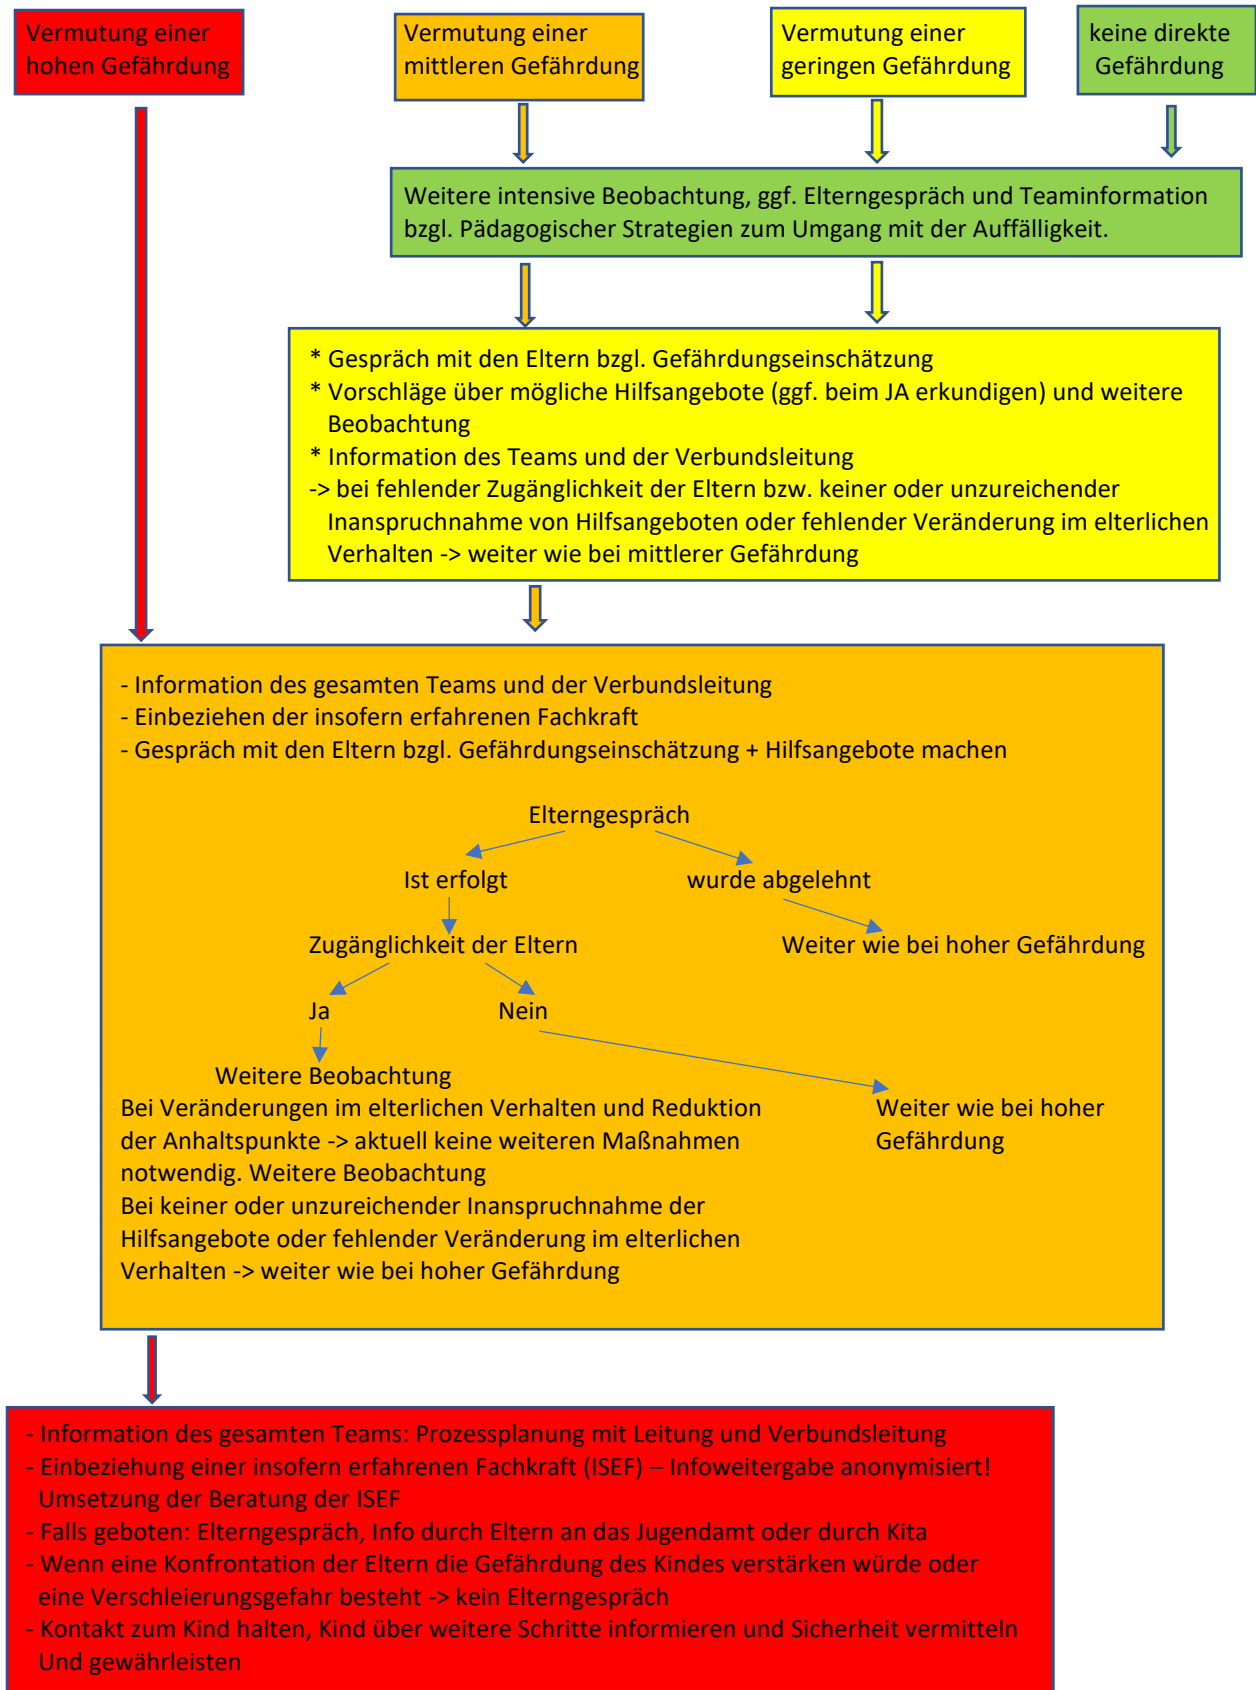 Vermutung einer
hohen Gefährdung
Vermutung einer
mittleren Gefährdung
Vermutung einer
geringen Gefährdung
keine direkte
Gefährdung
Weitere intensive Beobachtung, ggf. Elterngespräch und Teaminformation
bzgl. Pädagogischer Strategien zum Umgang mit der Auffälligkeit.
* Gespräch mit den Eltern bzgl. Gefährdungseinschätzung
* Vorschläge über mögliche Hilfsangebote (ggf. beim JA erkundigen) und weitere
Beobachtung
* Information des Teams und der Verbundsleitung
-> bei fehlender Zugänglichkeit der Eltern bzw. keiner oder unzureichender
Inanspruchnahme von Hilfsangeboten oder fehlender Veränderung im elterlichen
Verhalten -> weiter wie bei mittlerer Gefährdung
- Information des gesamten Teams und der Verbundsleitung
- Einbeziehen der insofern erfahrenen Fachkraft
- Gespräch mit den Eltern bzgl. Gefährdungseinschätzung + Hilfsangebote machen
Elterngespräch
Ist erfolgt
wurde abgelehnt
Zugänglichkeit der Eltern
Weiter wie bei hoher Gefährdung
Ja
Nein
Weitere Beobachtung
Bei Veränderungen im elterlichen Verhalten und Reduktion
der Anhaltspunkte -> aktuell keine weiteren Maßnahmen
notwendig. Weitere Beobachtung
Bei keiner oder unzureichender Inanspruchnahme der
Hilfsangebote oder fehlender Veränderung im elterlichen
Verhalten -> weiter wie bei hoher Gefährdung
Weiter wie bei hoher
Gefährdung
- Information des gesamten Teams: Prozessplanung mit Leitung und Verbundsleitung
- Einbeziehung einer insofern erfahrenen Fachkraft (ISEF) – Infoweitergabe anonymisiert!
Umsetzung der Beratung der ISEF
- Falls geboten: Elterngespräch, Info durch Eltern an das Jugendamt oder durch Kita
- Wenn eine Konfrontation der Eltern die Gefährdung des Kindes verstärken würde oder
eine Verschleierungsgefahr besteht -> kein Elterngespräch
- Kontakt zum Kind halten, Kind über weitere Schritte informieren und Sicherheit vermitteln
Und gewährleisten